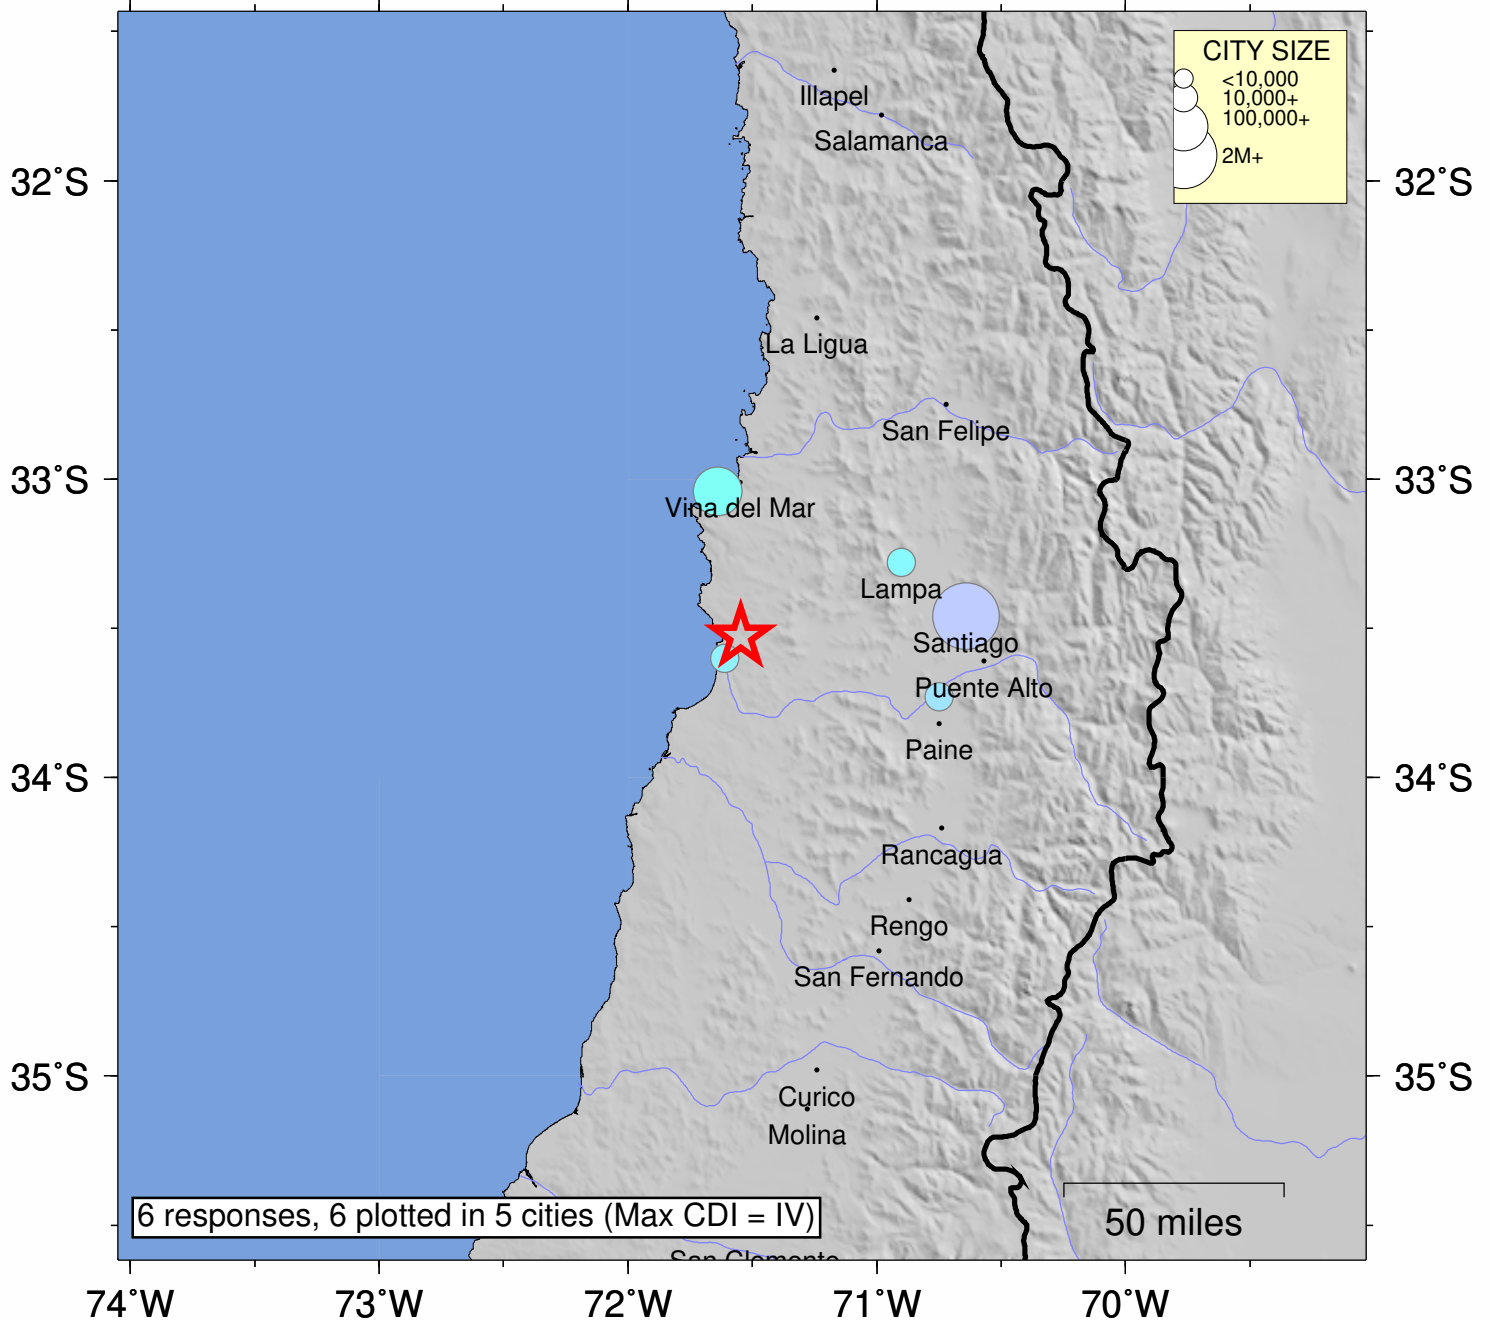 CITY SIZE
<10,000
10,000+
100,000+
2M+
Illapel
Salamanca
32°S
32°S
La Ligua
San Felipe
33°S
33°S
Vina del Mar
Lampa
Santiago
Puente Alto
Paine
34°S
34°S
Rancagua
Rengo
San Fernando
35°S
35°S
Curico
Molina
6 responses, 6 plotted in 5 cities (Max CDI = IV)
50 miles
San Clemente
74°W
73°W
72°W
71°W
70°W